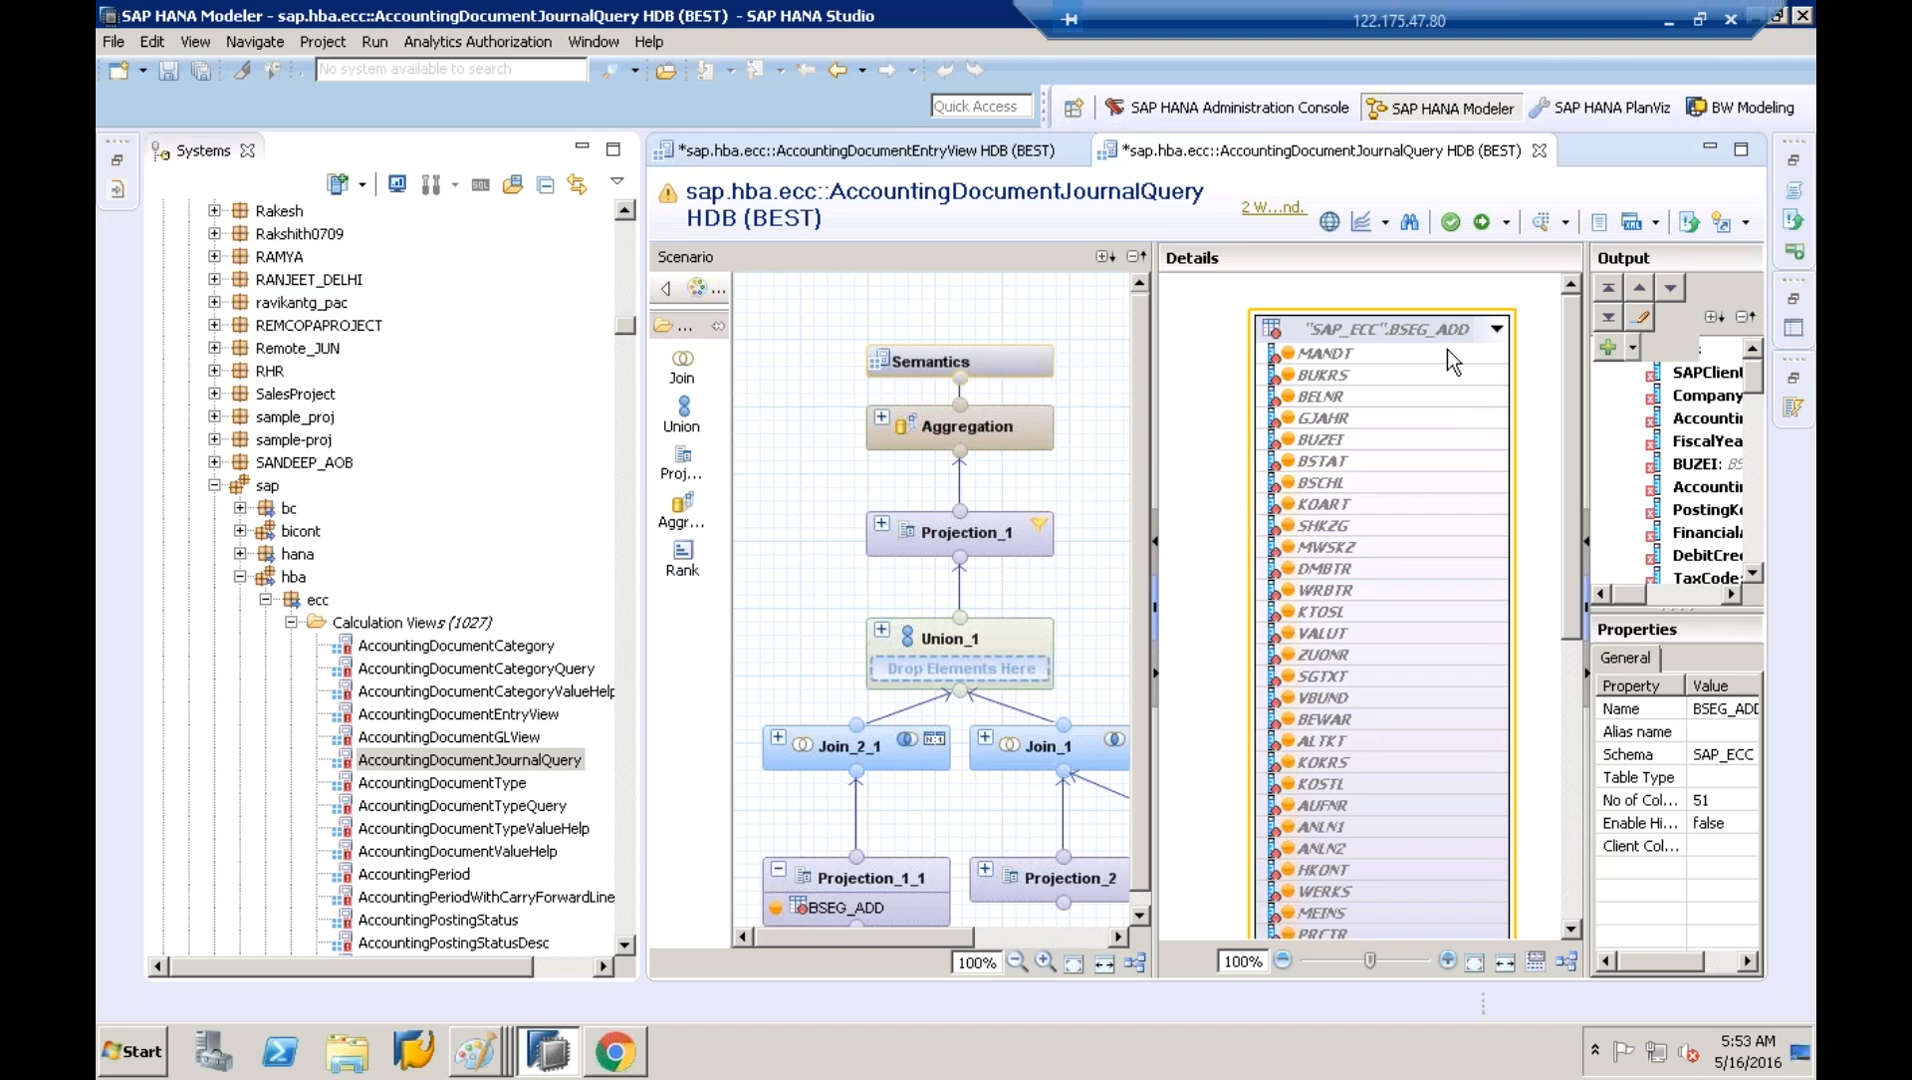 SAP HANA Modeler - sap.hba.ecc::AccountingDocumentJournalQuery HDB (BEST) - SAP HANA Studio
122.175.47.80
File Edit View Navigate Project Run Analytics Authorization Window Help
No system available to search
Quick Access
SAP HANA Administration Console
SAP HANA Modeler
SAP HANA PlanViz
BW Modeling
Systems
SQL
Rakesh
Rakshith0709
RAMYA
RANJEET_DELHI
ravikantg_pac
REMCOPAPROJECT
Remote_JUN
RHR
SalesProject
sample_proj
sample-proj
SANDEEP_AOB
sap
bc
bicont
hana
hba
ecc
Calculation Views (1027)
AccountingDocumentCategory
AccountingDocumentCategoryQuery
AccountingDocumentCategoryValueHelp
AccountingDocumentEntryView
AccountingDocumentGLView
AccountingDocumentJournalQuery
AccountingDocumentType
AccountingDocumentTypeQuery
AccountingDocumentTypeValueHelp
AccountingDocumentValueHelp
AccountingPeriod
AccountingPeriodWithCarryForwardLine
AccountingPostingStatus
AccountingPostingStatusDesc
*sap.hba.ecc::AccountingDocumentEntryView HDB (BEST)
*sap.hba.ecc::AccountingDocumentJournalQuery HDB (BEST)
sap.hba.ecc::AccountingDocumentJournalQuery
HDB (BEST)
2 W...nd.
Scenario
...
...
Join
Union
Proj...
Aggr...
Rank
Semantics
Aggregation
Projection_1
Union_1
Drop Elements Here
Join_2_1
Join_1
Projection_1_1
BSEG_ADD
Projection_2
100%
Details
"SAP_ECC".BSEG_ADD
MANDT
BUKRS
BELNR
GJAHR
BUZEI
BSTAT
BSCHL
KOART
SHKZG
MWSKZ
DMBTR
WRBTR
KTOSL
VALUT
ZUONR
SGTXT
VBUND
BEWAR
ALTKT
KOKRS
KOSTL
AUFNR
ANLN1
ANLN2
HKONT
WERKS
MEINS
PRCTR
100%
Output
SAPClient
Company
Accountin
FiscalYea
BUZEI: BS
Accountin
PostingKe
Financiala
DebitCre
TaxCode:
Properties
General
Property Value
Name BSEG_ADD
Alias name
Schema SAP_ECC
Table Type
No of Col... 51
Enable Hi... false
Client Col...
Start
5:53 AM
5/16/2016